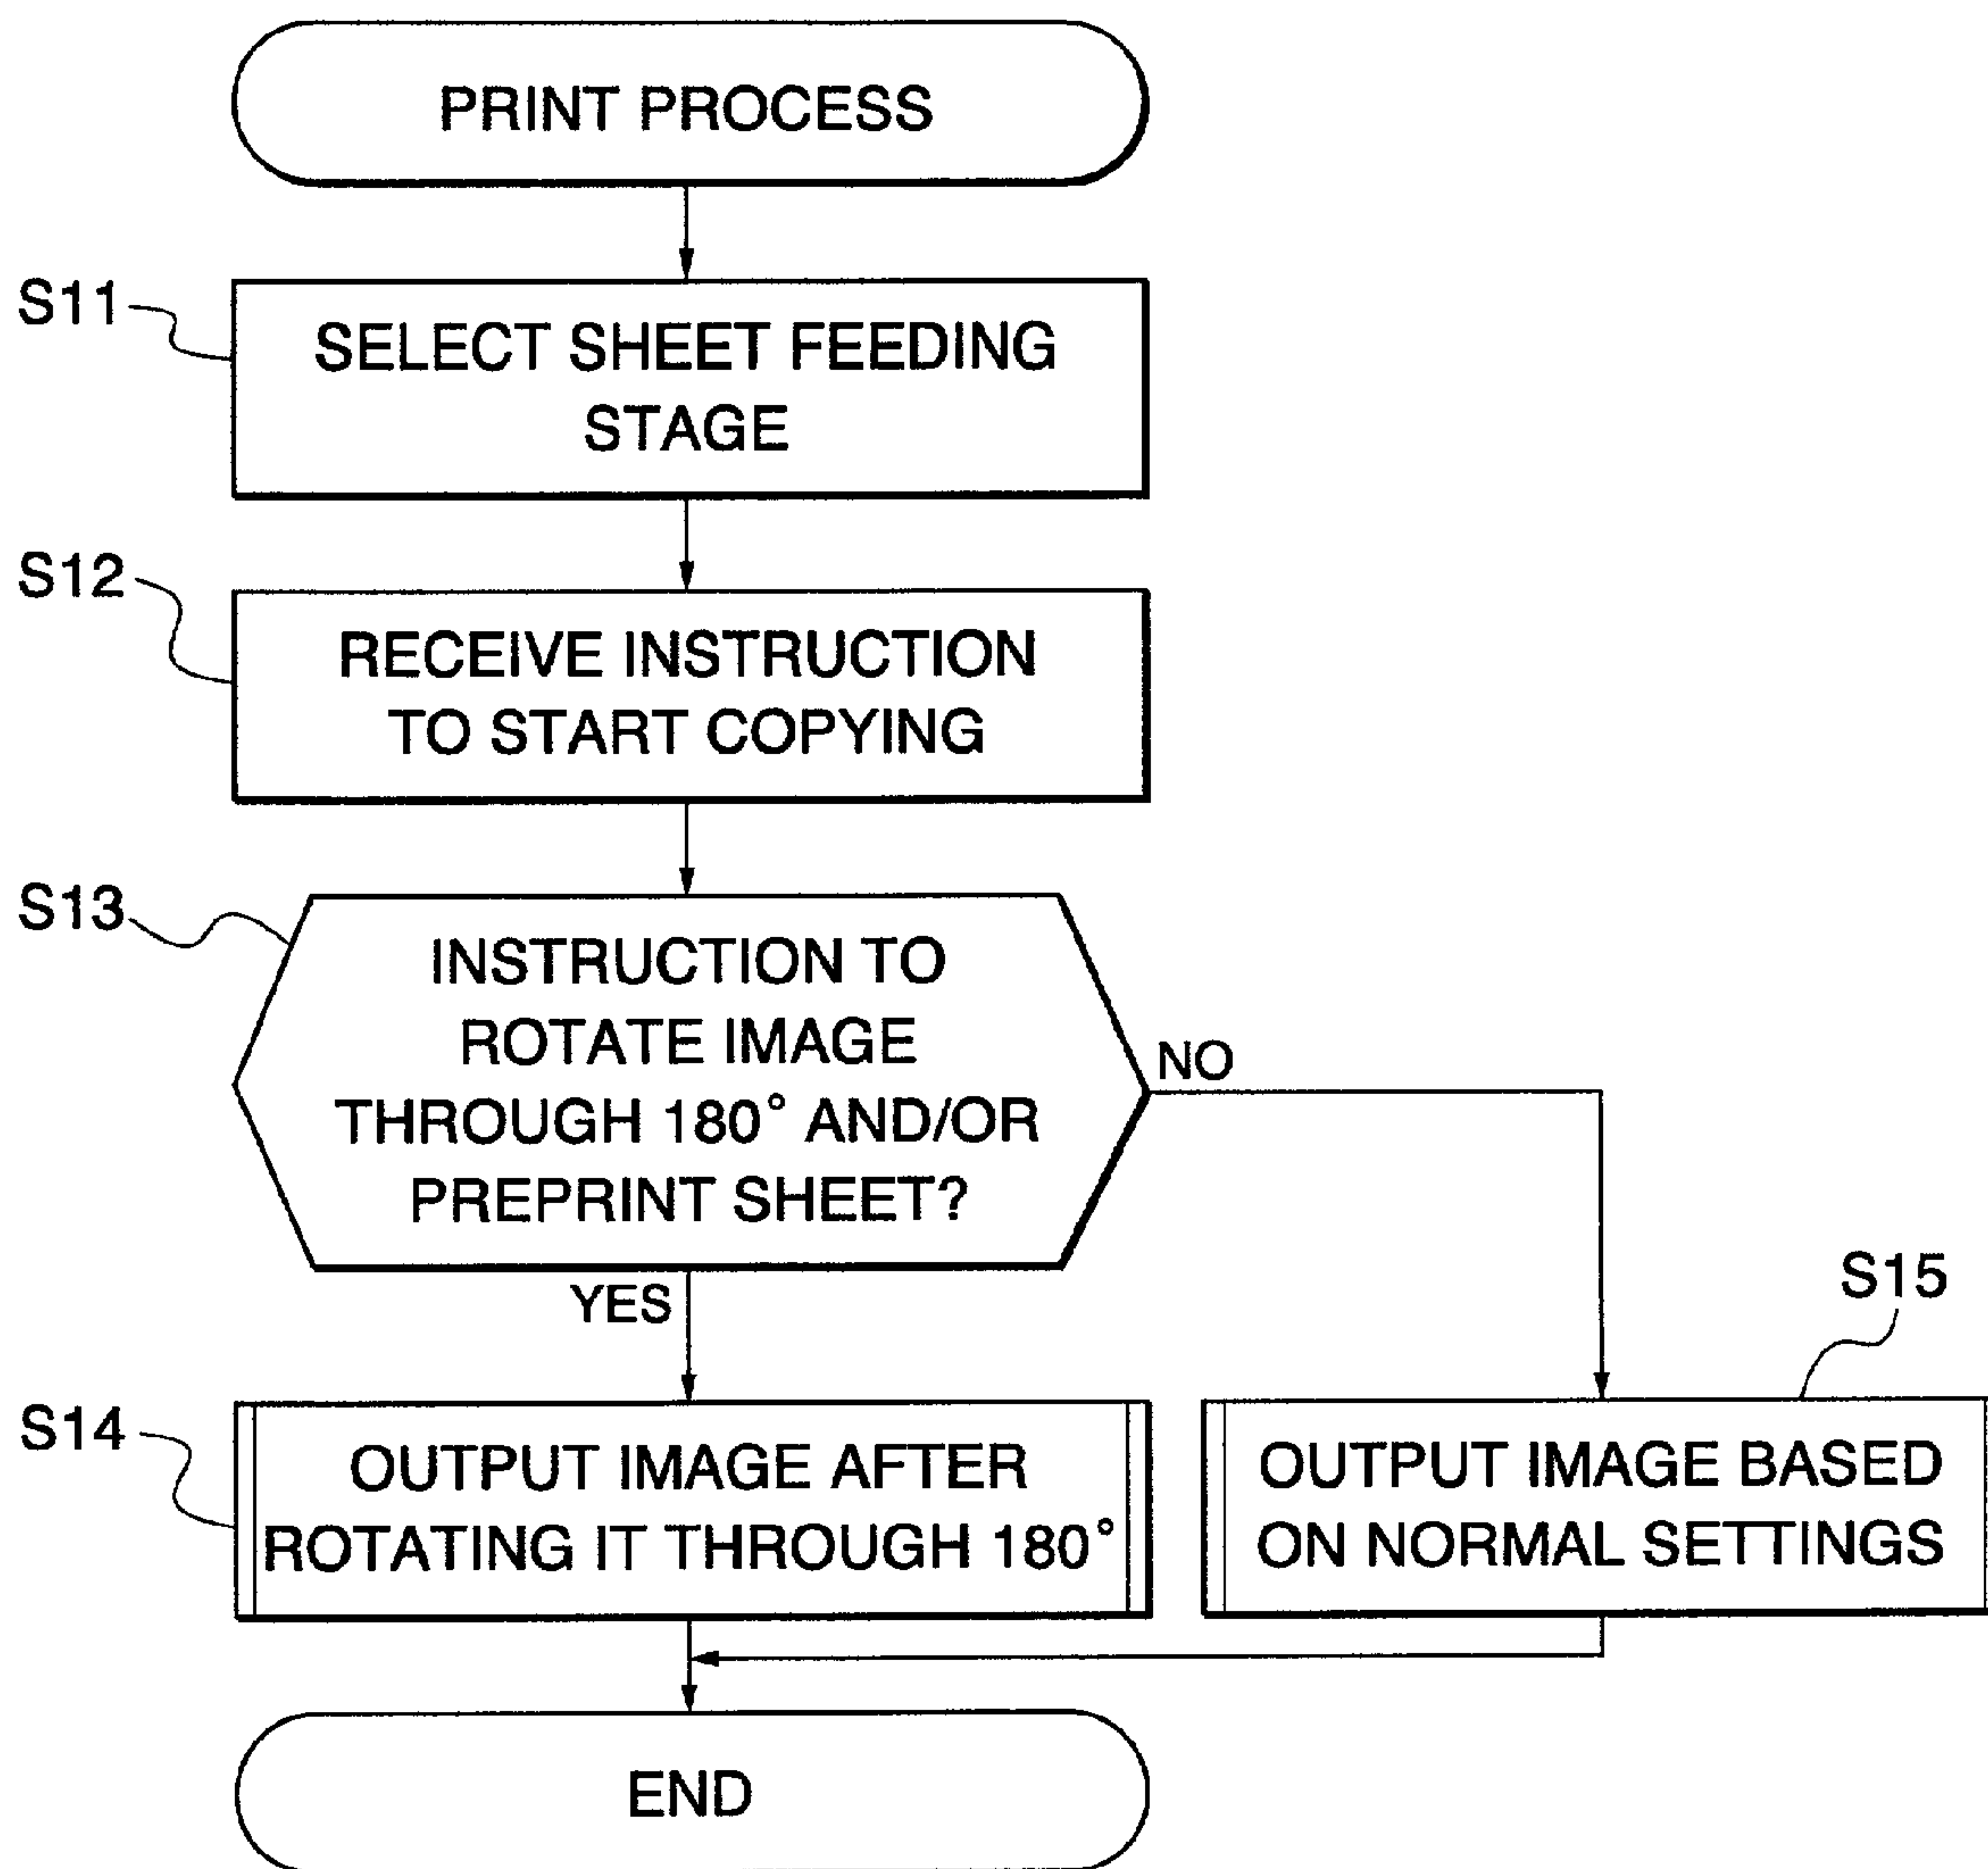 PRINT PROCESS
S11
SELECT SHEET FEEDING
STAGE
S12
RECEIVE INSTRUCTION
TO START COPYING
S13
INSTRUCTION TO
ROTATE IMAGE
THROUGH 180° AND/OR
PREPRINT SHEET?
NO
YES
S14
OUTPUT IMAGE AFTER
ROTATING IT THROUGH 180°
S15
OUTPUT IMAGE BASED
ON NORMAL SETTINGS
END